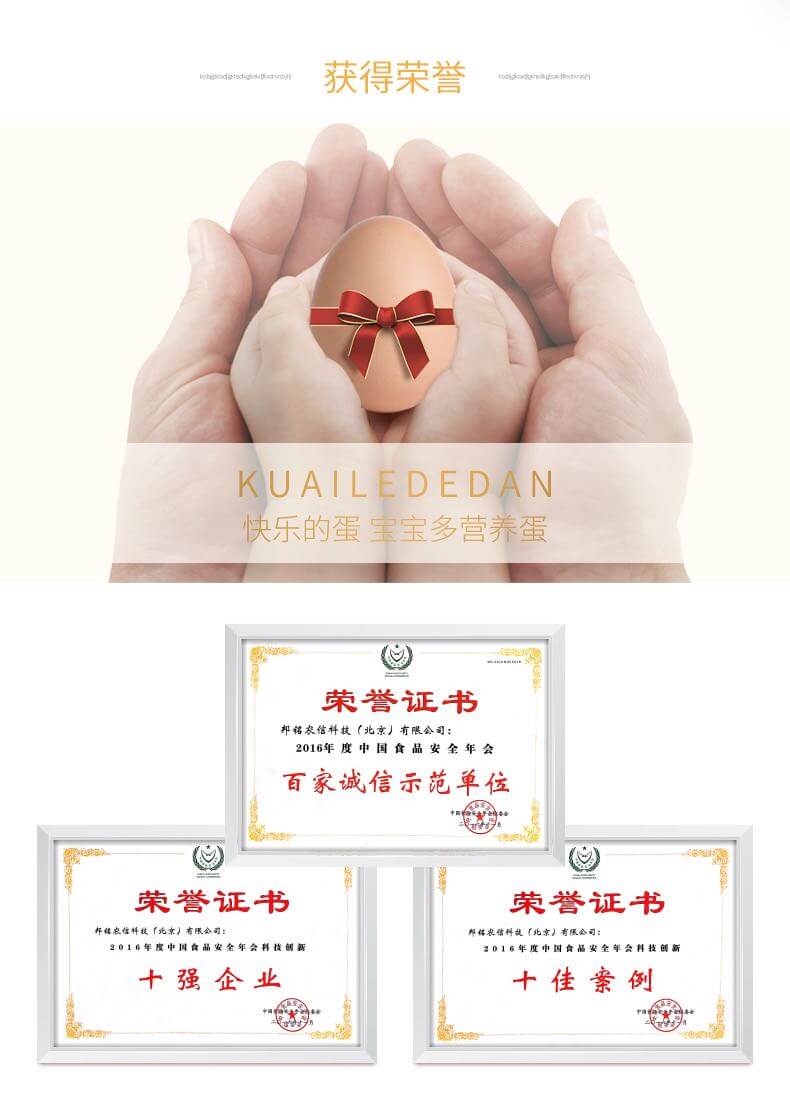 获得荣誉
KUAILEDEDAN
快乐的蛋 宝宝多营养蛋
荣誉证书
邦铭农信科技（北京）有限公司：
2016年度中国食品安全年会
百家诚信示范单位
荣誉证书
邦铭农信科技（北京）有限公司：
2016年度中国食品安全年会科技创新
十强企业
荣誉证书
邦铭农信科技（北京）有限公司：
2016年度中国食品安全年会科技创新
十佳案例